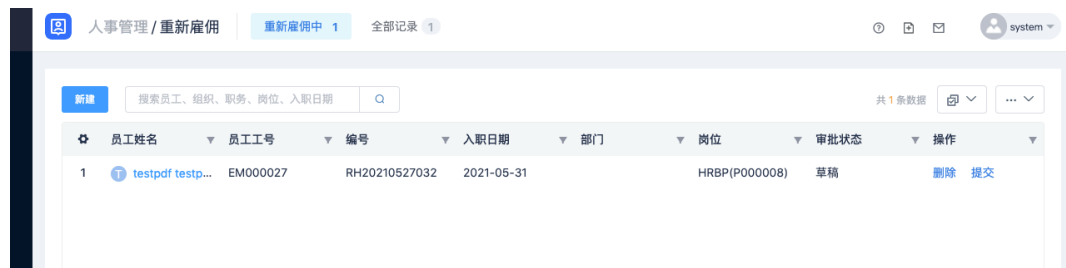 人事管理/重新雇佣 重新雇佣中 1 全部记录 1 system
新建 搜索员工、组织、职务、岗位、入职日期 共 1 条数据
员工姓名 员工工号 编号 入职日期 部门 岗位 审批状态 操作
1 T testpdf testp... EM000027 RH20210527032 2021-05-31 HRBP(P000008) 草稿 删除 提交